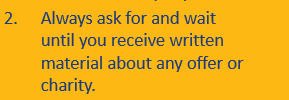 2. Always ask for and wait
until you receive written
material about any offer or
charity.